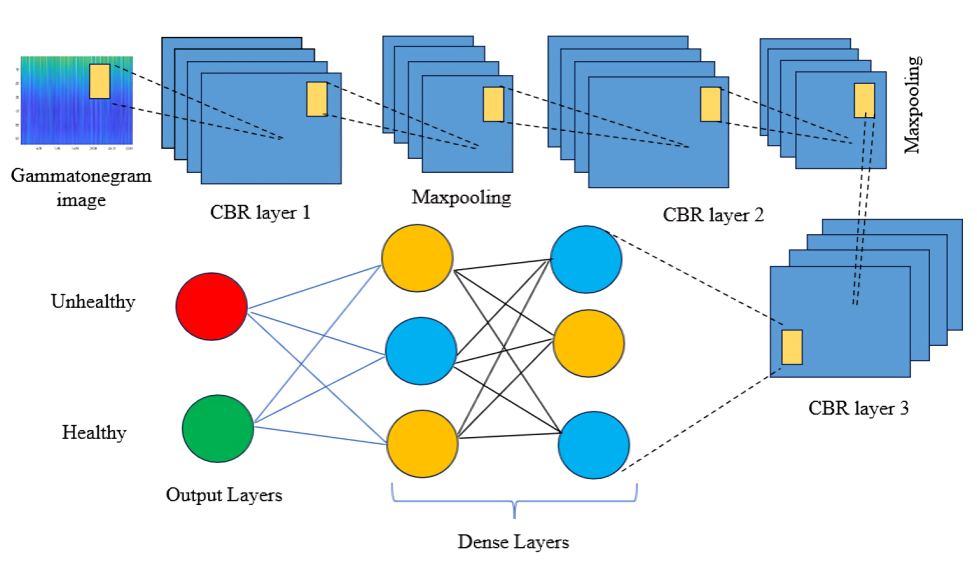 Gammatonegram
image
CBR layer 1
Maxpooling
CBR layer 2
Maxpooling
CBR layer 3
Unhealthy
Healthy
Output Layers
Dense Layers